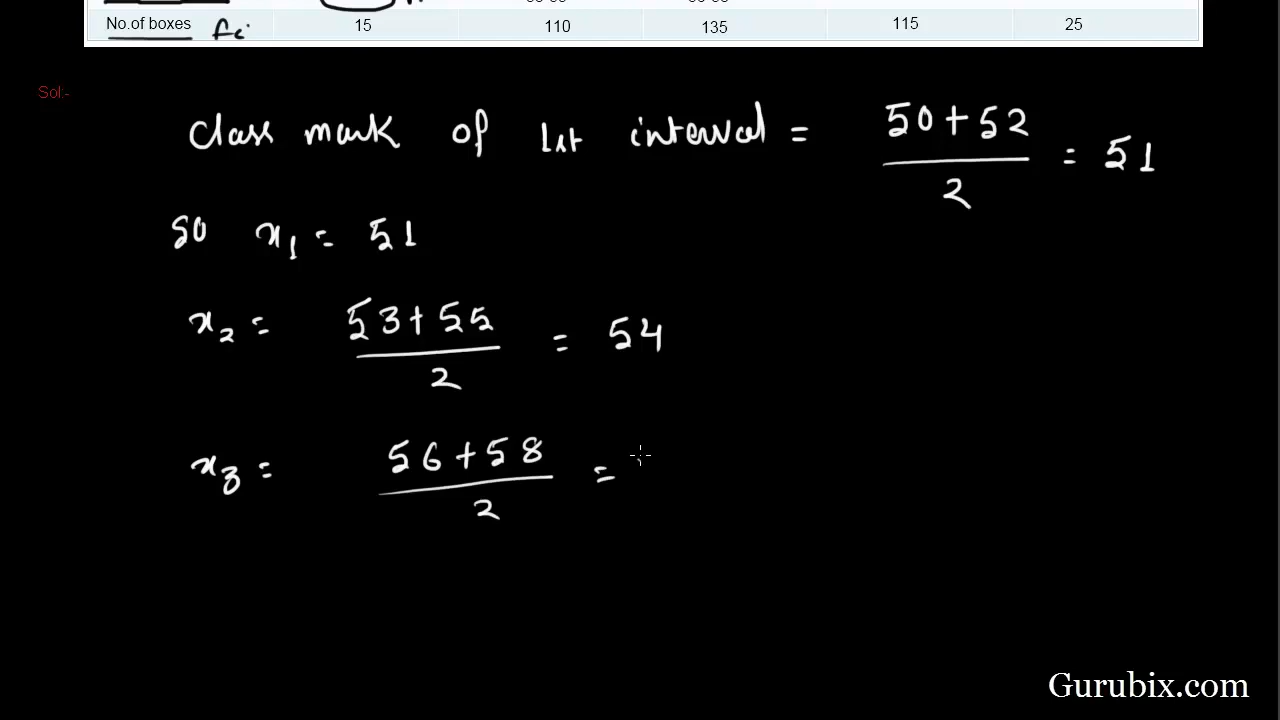 No.of boxes fi 15 110 135 115 25
Sol:-
Class mark of 1st interval = 50 + 52 / 2 = 51
so x₁ = 51
x₂ = 53 + 55 / 2 = 54
x₃ = 56 + 58 / 2 =
Gurubix.com